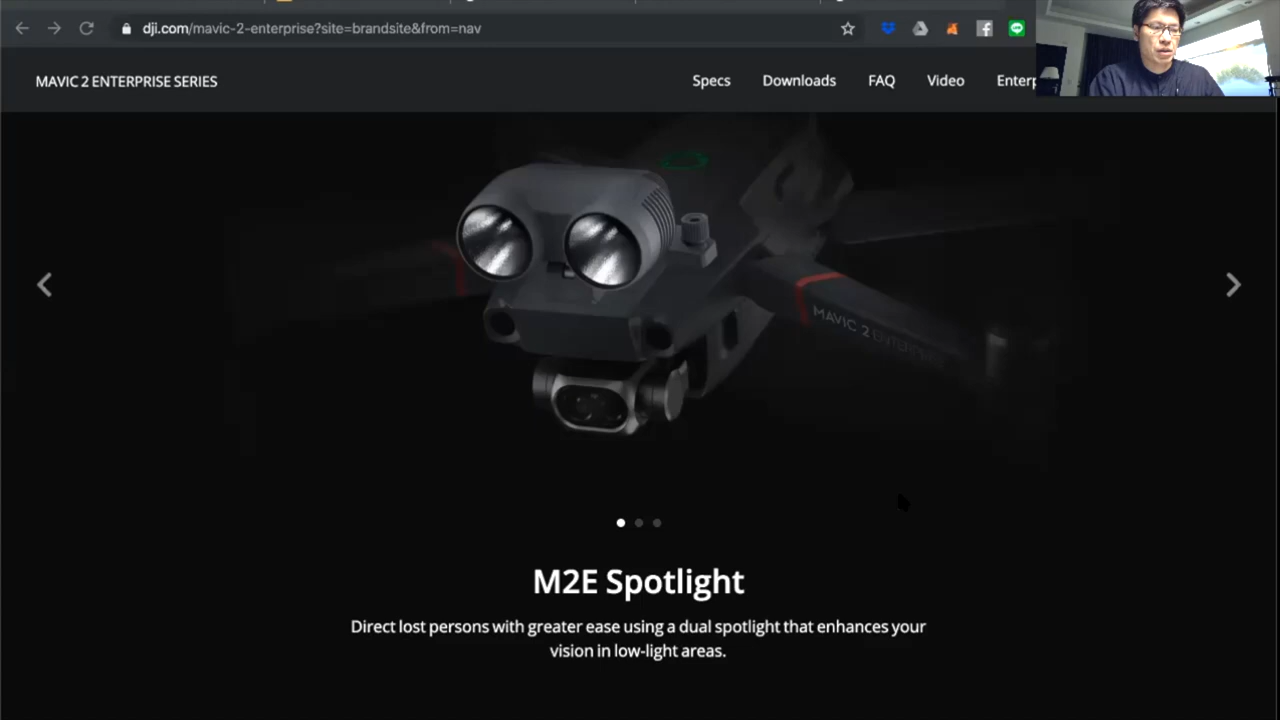 dji.com/mavic-2-enterprise?site=brandsite&from=nav
MAVIC 2 ENTERPRISE SERIES
Specs
Downloads
FAQ
Video
Enterp
MAVIC 2 ENTERPRISE
M2E Spotlight
Direct lost persons with greater ease using a dual spotlight that enhances your
vision in low-light areas.